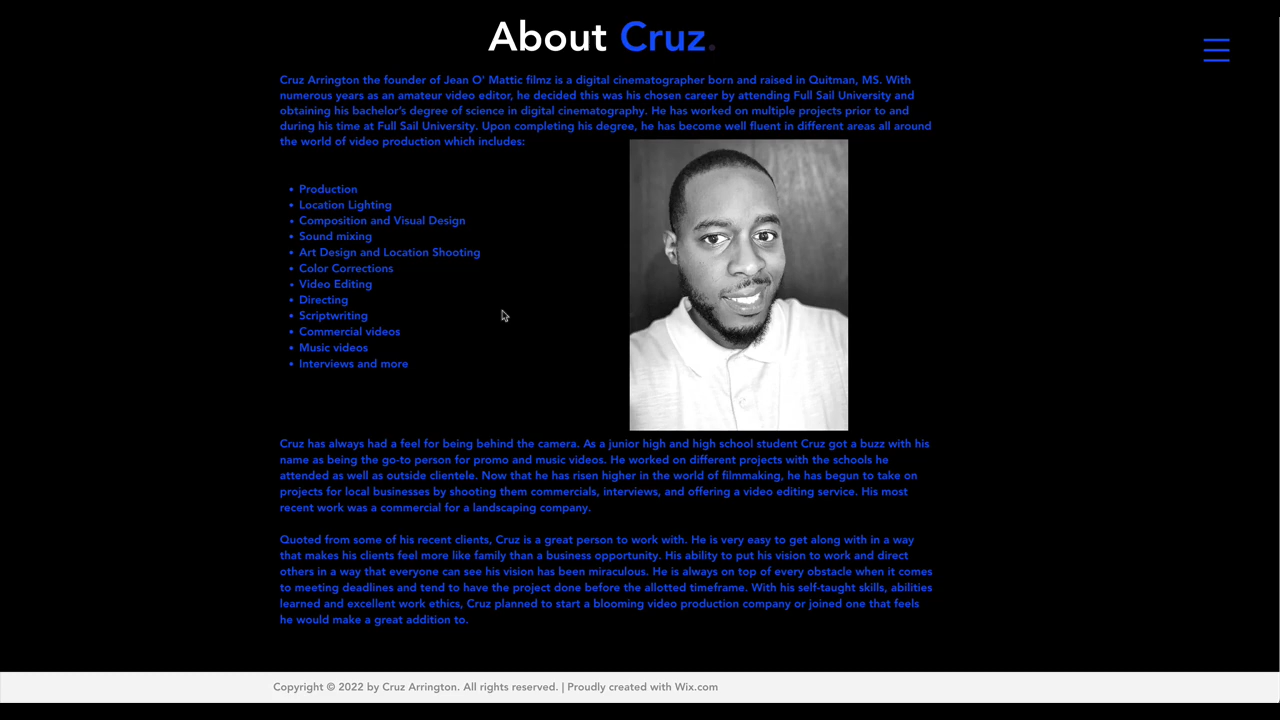 About Cruz.
Cruz Arrington the founder of Jean O' Mattic filmz is a digital cinematographer born and raised in Quitman, MS. With
numerous years as an amateur video editor, he decided this was his chosen career by attending Full Sail University and
obtaining his bachelor's degree of science in digital cinematography. He has worked on multiple projects prior to and
during his time at Full Sail University. Upon completing his degree, he has become well fluent in different areas all around
the world of video production which includes:
• Production
• Location Lighting
• Composition and Visual Design
• Sound mixing
• Art Design and Location Shooting
• Color Corrections
• Video Editing
• Directing
• Scriptwriting
• Commercial videos
• Music videos
• Interviews and more
Cruz has always had a feel for being behind the camera. As a junior high and high school student Cruz got a buzz with his
name as being the go-to person for promo and music videos. He worked on different projects with the schools he
attended as well as outside clientele. Now that he has risen higher in the world of filmmaking, he has begun to take on
projects for local businesses by shooting them commercials, interviews, and offering a video editing service. His most
recent work was a commercial for a landscaping company.
Quoted from some of his recent clients, Cruz is a great person to work with. He is very easy to get along with in a way
that makes his clients feel more like family than a business opportunity. His ability to put his vision to work and direct
others in a way that everyone can see his vision has been miraculous. He is always on top of every obstacle when it comes
to meeting deadlines and tend to have the project done before the allotted timeframe. With his self-taught skills, abilities
learned and excellent work ethics, Cruz planned to start a blooming video production company or joined one that feels
he would make a great addition to.
Copyright © 2022 by Cruz Arrington. All rights reserved. | Proudly created with Wix.com